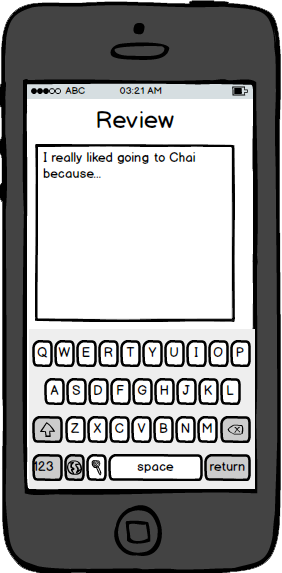 ABC 03:21 AM
Review
I really liked going to Chai
because...
Q W E R T Y U I O P
A S D F G H J K L
Z X C V B N M
123 space return